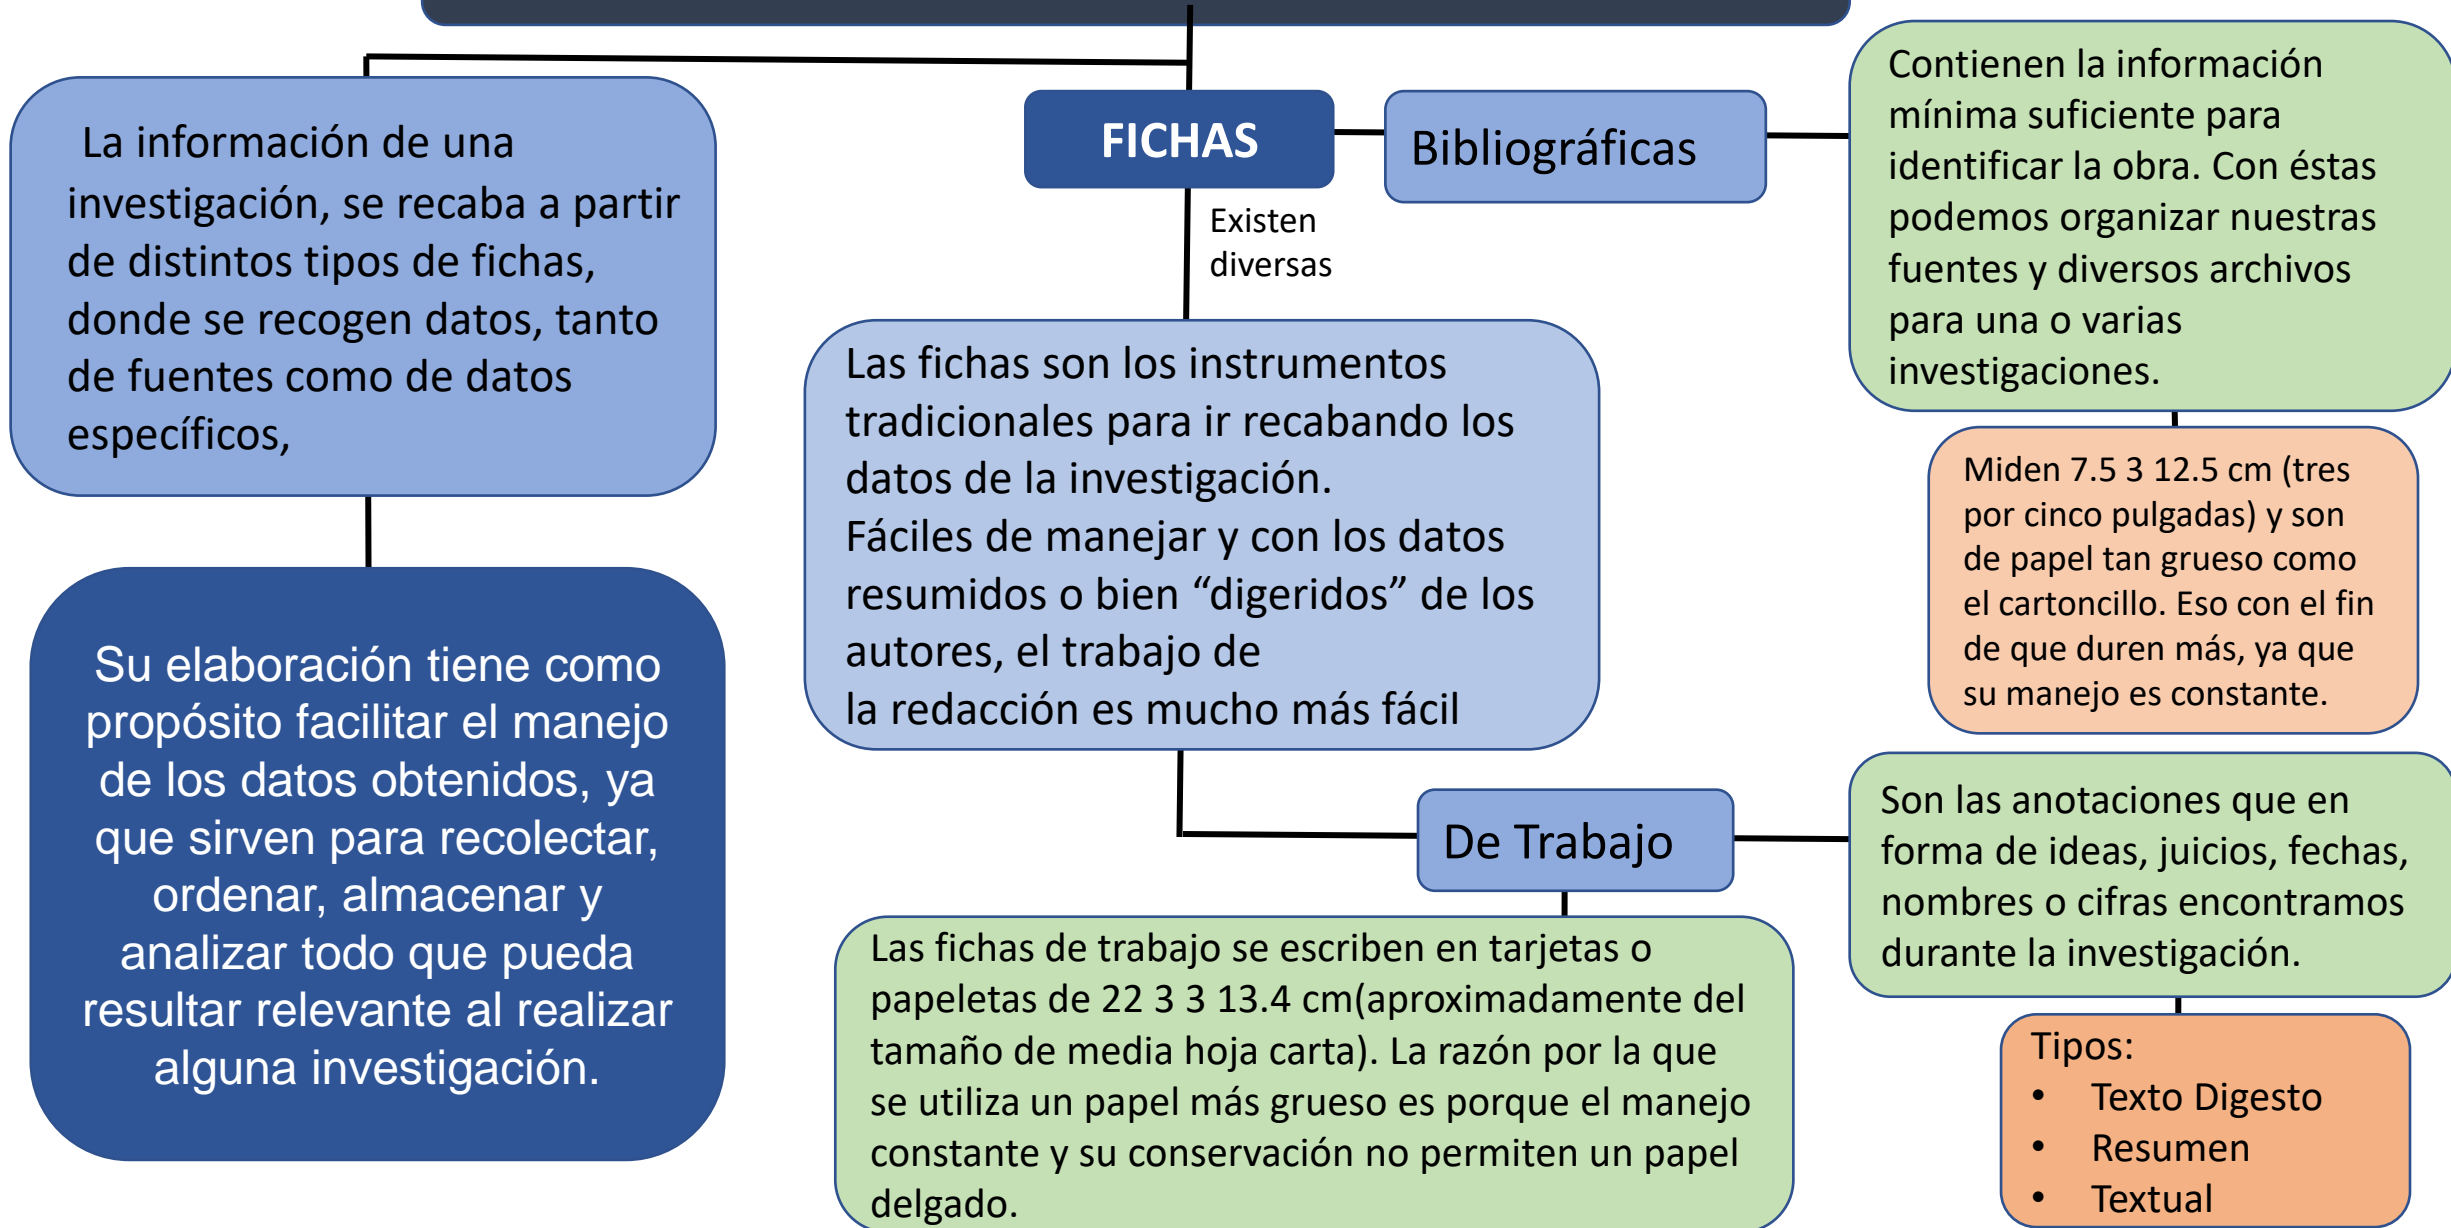 La información de una
investigación, se recaba a partir
de distintos tipos de fichas,
donde se recogen datos, tanto
de fuentes como de datos
específicos,
Su elaboración tiene como
propósito facilitar el manejo
de los datos obtenidos, ya
que sirven para recolectar,
ordenar, almacenar y
analizar todo que pueda
resultar relevante al realizar
alguna investigación.
FICHAS
Existen
diversas
Las fichas son los instrumentos
tradicionales para ir recabando los
datos de la investigación.
Fáciles de manejar y con los datos
resumidos o bien “digeridos” de los
autores, el trabajo de
la redacción es mucho más fácil
Bibliográficas
Contienen la información
mínima suficiente para
identificar la obra. Con éstas
podemos organizar nuestras
fuentes y diversos archivos
para una o varias
investigaciones.
Miden 7.5 3 12.5 cm (tres
por cinco pulgadas) y son
de papel tan grueso como
el cartoncillo. Eso con el fin
de que duren más, ya que
su manejo es constante.
De Trabajo
Las fichas de trabajo se escriben en tarjetas o
papeletas de 22 3 3 13.4 cm(aproximadamente del
tamaño de media hoja carta). La razón por la que
se utiliza un papel más grueso es porque el manejo
constante y su conservación no permiten un papel
delgado.
Son las anotaciones que en
forma de ideas, juicios, fechas,
nombres o cifras encontramos
durante la investigación.
Tipos:
• Texto Digesto
• Resumen
• Textual